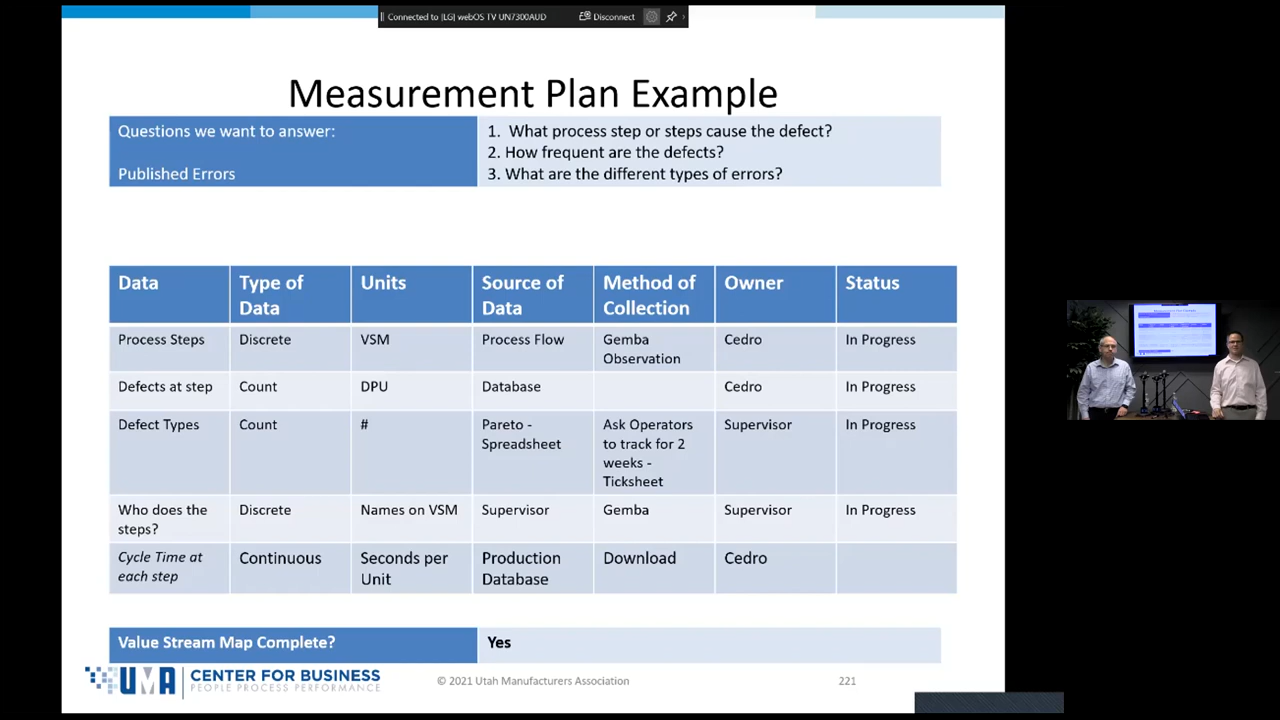 Connected to [LG] webOS TV UN7300AUD
Disconnect
Measurement Plan Example
Questions we want to answer:
Published Errors
1. What process step or steps cause the defect?
2. How frequent are the defects?
3. What are the different types of errors?
Data
Type of
Data
Units
Source of
Data
Method of
Collection
Owner
Status
Process Steps
Discrete
VSM
Process Flow
Gemba
Observation
Cedro
In Progress
Defects at step
Count
DPU
Database
Cedro
In Progress
Defect Types
Count
#
Pareto -
Spreadsheet
Ask Operators
to track for 2
weeks -
Ticksheet
Supervisor
In Progress
Who does the
steps?
Discrete
Names on VSM
Supervisor
Gemba
Supervisor
In Progress
Cycle Time at
each step
Continuous
Seconds per
Unit
Production
Database
Download
Cedro
Value Stream Map Complete?
Yes
UMA
CENTER FOR BUSINESS
PEOPLE PROCESS PERFORMANCE
© 2021 Utah Manufacturers Association
221